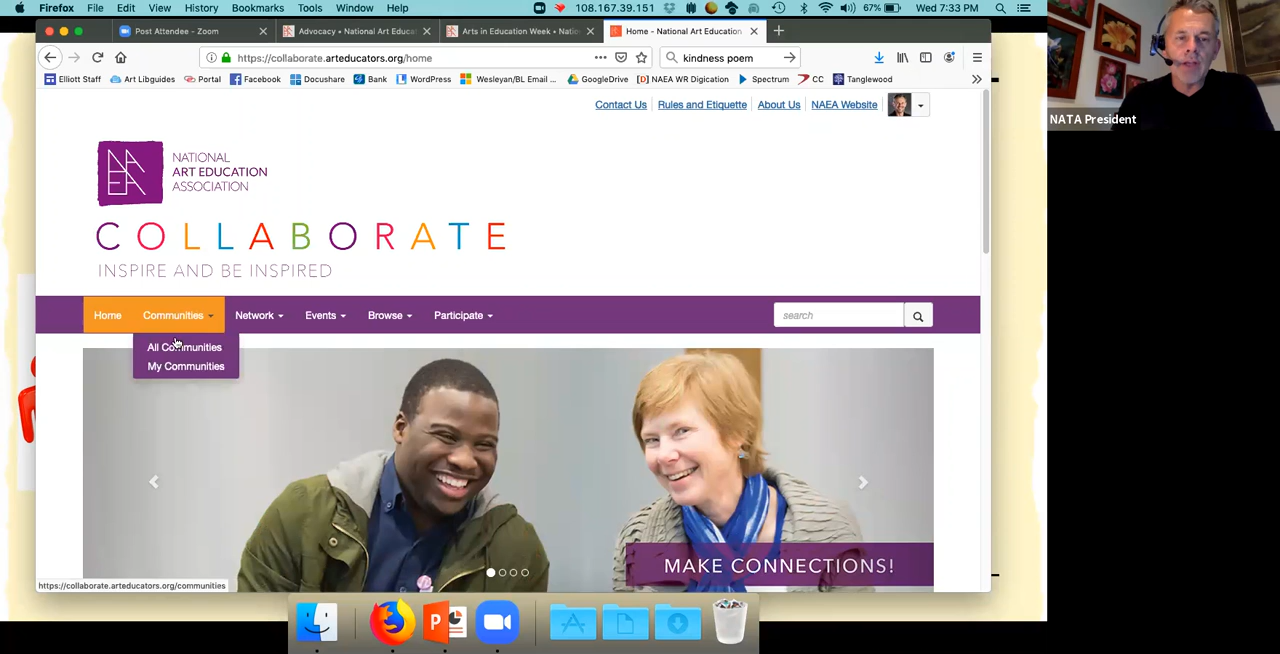 Firefox File Edit View History Bookmarks Tools Window Help 108.167.39.151 67% Wed 7:33 PM
Post Attendee - Zoom
Advocacy • National Art Educat
Arts in Education Week • Natio
Home - National Art Education
https://collaborate.arteducators.org/home
kindness poem
Elliott Staff Art Libguides Portal Facebook Docushare Bank WordPress Wesleyan/BL Email ... GoogleDrive NAEA WR Digication Spectrum CC Tanglewood
Contact Us Rules and Etiquette About Us NAEA Website
NATA President
NAEA
NATIONAL
ART EDUCATION
ASSOCIATION
COLLABORATE
INSPIRE AND BE INSPIRED
Home Communities Network Events Browse Participate search
All Communities
My Communities
MAKE CONNECTIONS!
https://collaborate.arteducators.org/communities